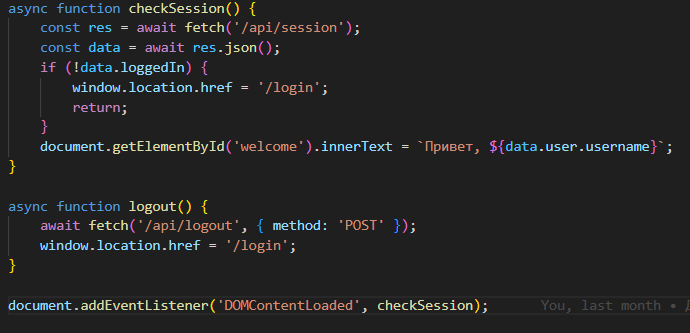 async function checkSession() {
    const res = await fetch('/api/session');
    const data = await res.json();
    if (!data.loggedIn) {
        window.location.href = '/login';
        return;
    }
    document.getElementById('welcome').innerText = `Привет, ${data.user.username}`;
}
async function logout() {
    await fetch('/api/logout', { method: 'POST' });
    window.location.href = '/login';
}
document.addEventListener('DOMContentLoaded', checkSession); You, last month •